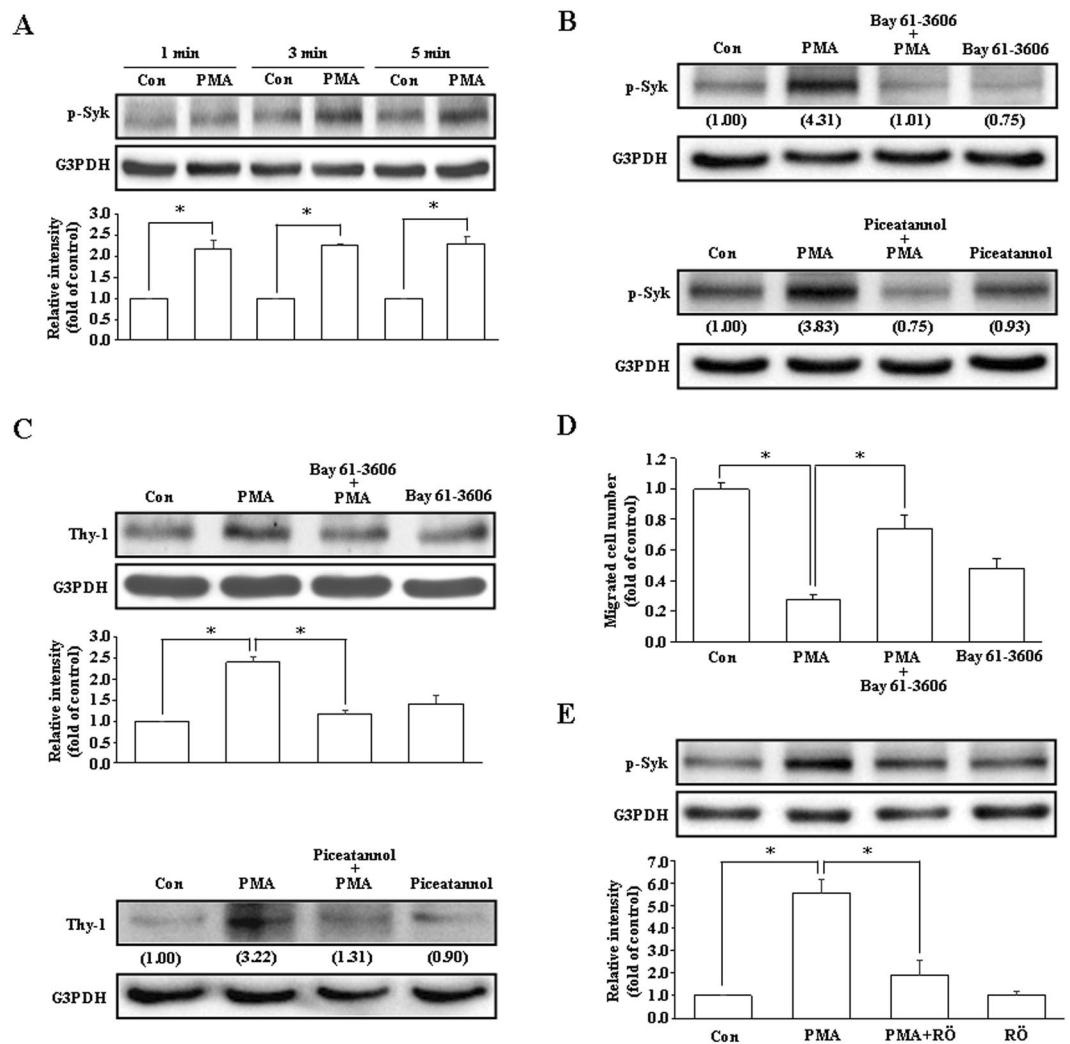 A
1 min 3 min 5 min
Con PMA Con PMA Con PMA
p-Syk
G3PDH
Relative intensity
(fold of control)
3.0
2.5
2.0
1.5
1.0
0.5
0.0
* * *
B
Con PMA Bay 61-3606 + PMA Bay 61-3606
p-Syk
(1.00) (4.31) (1.01) (0.75)
G3PDH
Con PMA Piceatannol + PMA Piceatannol
p-Syk
(1.00) (3.83) (0.75) (0.93)
G3PDH
C
Con PMA Bay 61-3606 + PMA Bay 61-3606
Thy-1
G3PDH
Relative intensity
(fold of control)
3.0
2.5
2.0
1.5
1.0
0.5
0.0
* *
Con PMA Piceatannol + PMA Piceatannol
Thy-1
(1.00) (3.22) (1.31) (0.90)
G3PDH
D
Migrated cell number
(fold of control)
1.2
1.0
0.8
0.6
0.4
0.2
0.0
* *
Con PMA PMA + Bay 61-3606 Bay 61-3606
E
p-Syk
G3PDH
Relative intensity
(fold of control)
7.0
6.0
5.0
4.0
3.0
2.0
1.0
0.0
* *
Con PMA PMA+RÖ RÖ